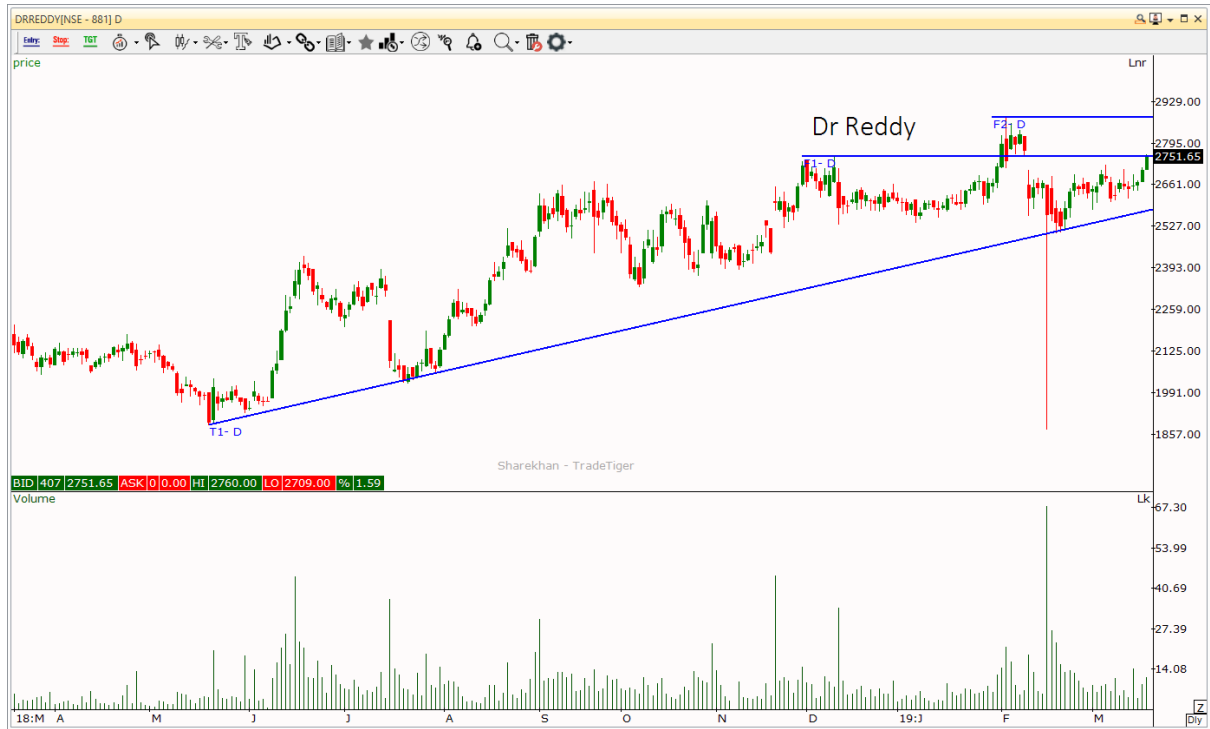 DRREDDY[NSE - 881] D
Entry: Stop: TGT
price
Lnr
Dr Reddy
F2- D
F1- D
T1- D
2929.00
2795.00
2751.65
2661.00
2527.00
2393.00
2259.00
2125.00
1991.00
1857.00
Sharekhan - TradeTiger
BID 407 2751.65 ASK 0 0.00 HI 2760.00 LO 2709.00 % 1.59
Volume
Lk
67.30
53.99
40.69
27.39
14.08
18:M A M J J A S O N D 19:J F M
Z
Dly